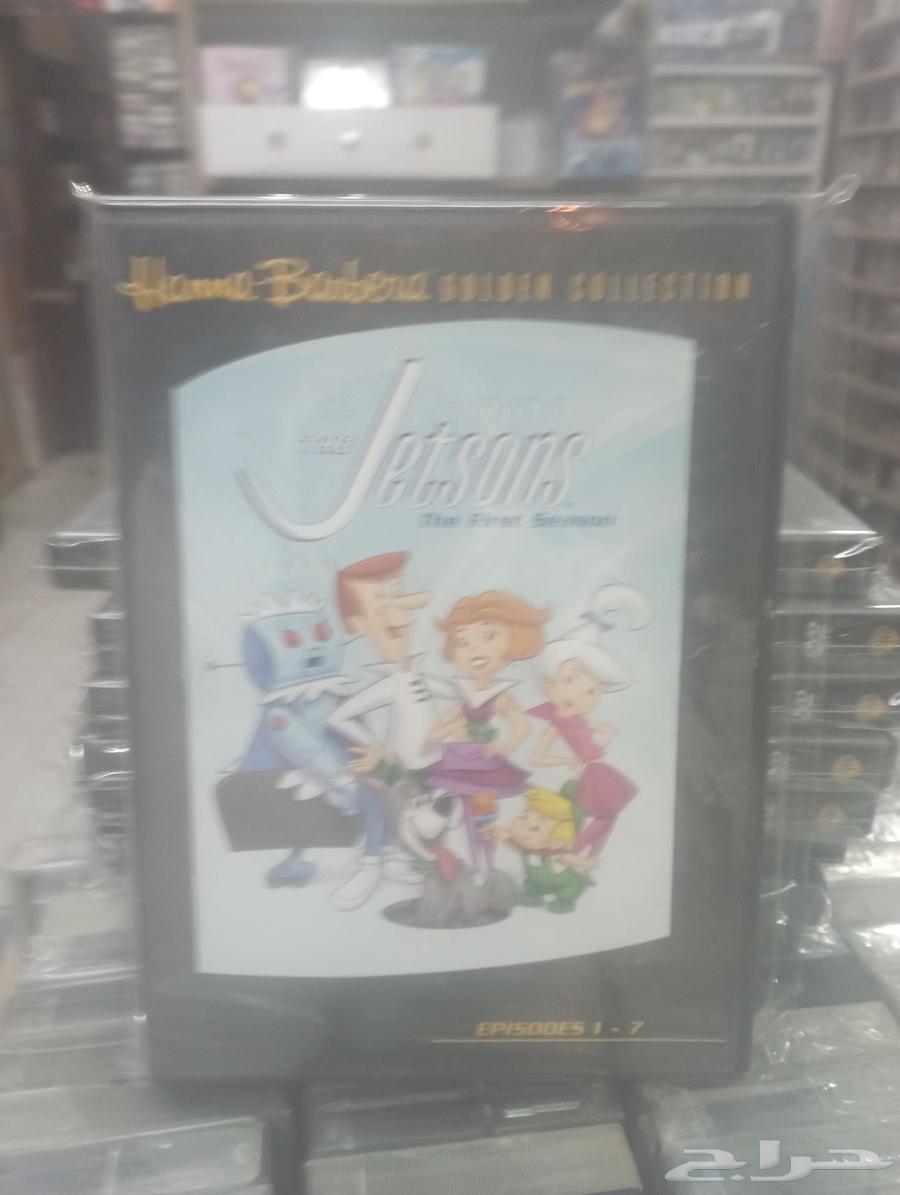 Hanna Barbera GOLDEN COLLECTION
THE Jetsons
The First Season
EPISODES 1 - 7
حراج